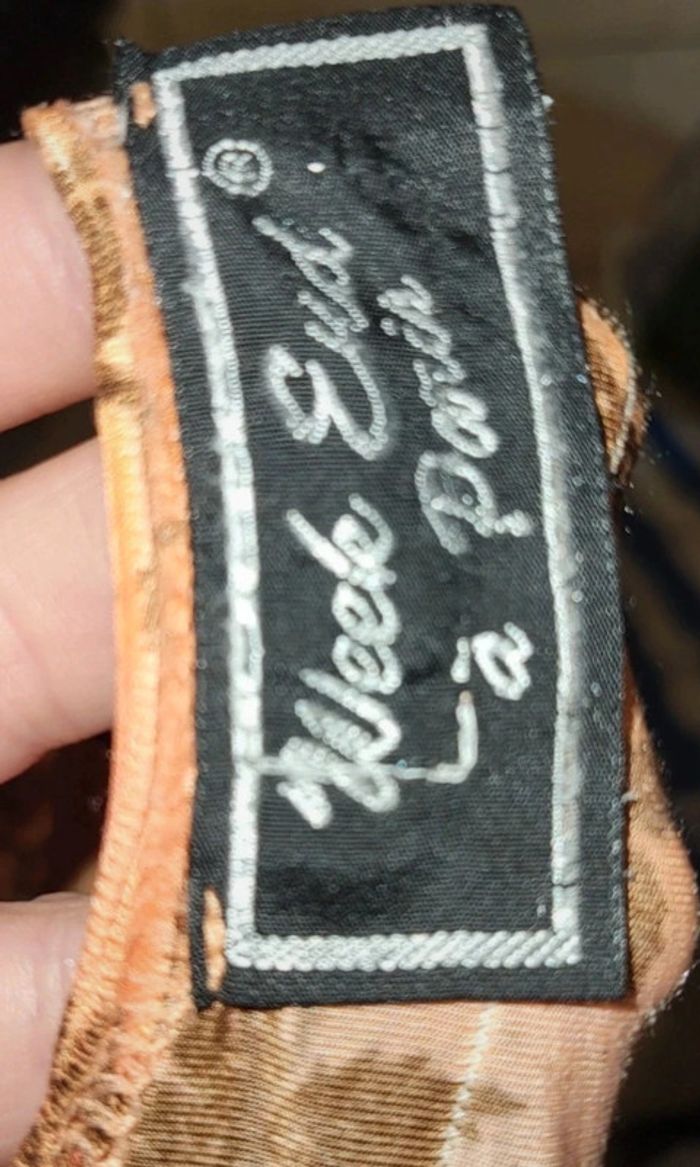 Week End ®
à Paris